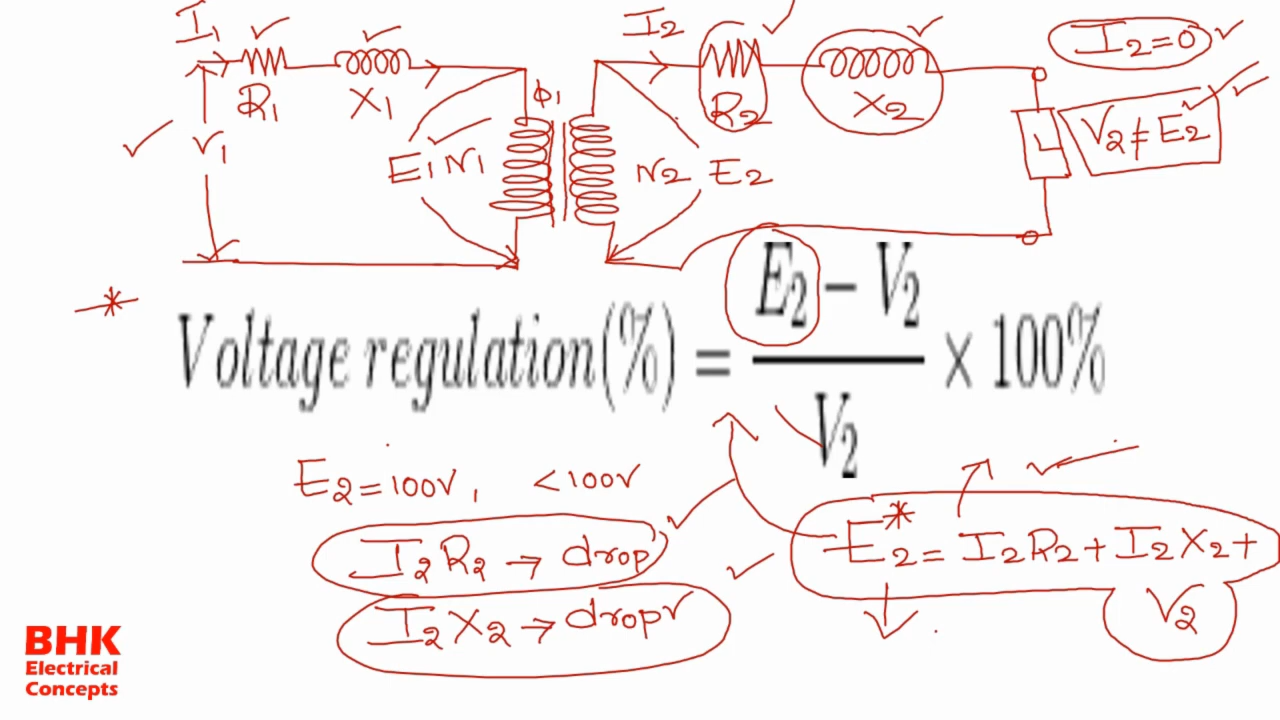 I₁ I₂ I₂=0
R₁ X₁ Φ₁ R₂ X₂
V₁ E₁ N₁ N₂ E₂ L V₂ ≠ E₂
* Voltage regulation(%) = E₂ − V₂ / V₂ × 100%
E₂=100V, <100V
I₂R₂ → drop
I₂X₂ → drop
E₂* = I₂R₂ + I₂X₂ +
V₂
BHK
Electrical
Concepts